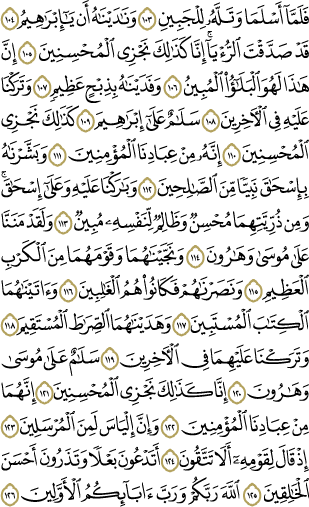 فَلَمَّآ أَسْلَمَا وَتَلَّهُۥ لِلْجَبِينِ ١٠٣ وَنَٰدَيْنَٰهُ أَن يَٰٓإِبْرَٰهِيمُ ١٠٤
قَدْ صَدَّقْتَ ٱلرُّءْيَآ ۚ إِنَّا كَذَٰلِكَ نَجْزِى ٱلْمُحْسِنِينَ ١٠٥ إِنَّ
هَٰذَا لَهُوَ ٱلْبَلَٰٓؤُا۟ ٱلْمُبِينُ ١٠٦ وَفَدَيْنَٰهُ بِذِبْحٍ عَظِيمٍ ١٠٧ وَتَرَكْنَا
عَلَيْهِ فِى ٱلْءَاخِرِينَ ١٠٨ سَلَٰمٌ عَلَىٰٓ إِبْرَٰهِيمَ ١٠٩ كَذَٰلِكَ نَجْزِى
ٱلْمُحْسِنِينَ ١١٠ إِنَّهُۥ مِنْ عِبَادِنَا ٱلْمُؤْمِنِينَ ١١١ وَبَشَّرْنَٰهُ
بِإِسْحَٰقَ نَبِيًّا مِّنَ ٱلصَّٰلِحِينَ ١١٢ وَبَٰرَكْنَا عَلَيْهِ وَعَلَىٰٓ إِسْحَٰقَ ۚ
وَمِن ذُرِّيَّتِهِمَا مُحْسِنٌ وَظَالِمٌ لِّنَفْسِهِۦ مُبِينٌ ١١٣ وَلَقَدْ مَنَنَّا
عَلَىٰ مُوسَىٰ وَهَٰرُونَ ١١٤ وَنَجَّيْنَٰهُمَا وَقَوْمَهُمَا مِنَ ٱلْكَرْبِ
ٱلْعَظِيمِ ١١٥ وَنَصَرْنَٰهُمْ فَكَانُوا۟ هُمُ ٱلْغَٰلِبِينَ ١١٦ وَءَاتَيْنَٰهُمَا
ٱلْكِتَٰبَ ٱلْمُسْتَبِينَ ١١٧ وَهَدَيْنَٰهُمَا ٱلصِّرَٰطَ ٱلْمُسْتَقِيمَ ١١٨
وَتَرَكْنَا عَلَيْهِمَا فِى ٱلْءَاخِرِينَ ١١٩ سَلَٰمٌ عَلَىٰ مُوسَىٰ
وَهَٰرُونَ ١٢٠ إِنَّا كَذَٰلِكَ نَجْزِى ٱلْمُحْسِنِينَ ١٢١ إِنَّهُمَا
مِنْ عِبَادِنَا ٱلْمُؤْمِنِينَ ١٢٢ وَإِنَّ إِلْيَاسَ لَمِنَ ٱلْمُرْسَلِينَ ١٢٣
إِذْ قَالَ لِقَوْمِهِۦٓ أَلَا تَتَّقُونَ ١٢٤ أَتَدْعُونَ بَعْلًا وَتَذَرُونَ أَحْسَنَ
ٱلْخَٰلِقِينَ ١٢٥ ٱللَّهَ رَبَّكُمْ وَرَبَّ ءَابَآئِكُمُ ٱلْأَوَّلِينَ ١٢٦